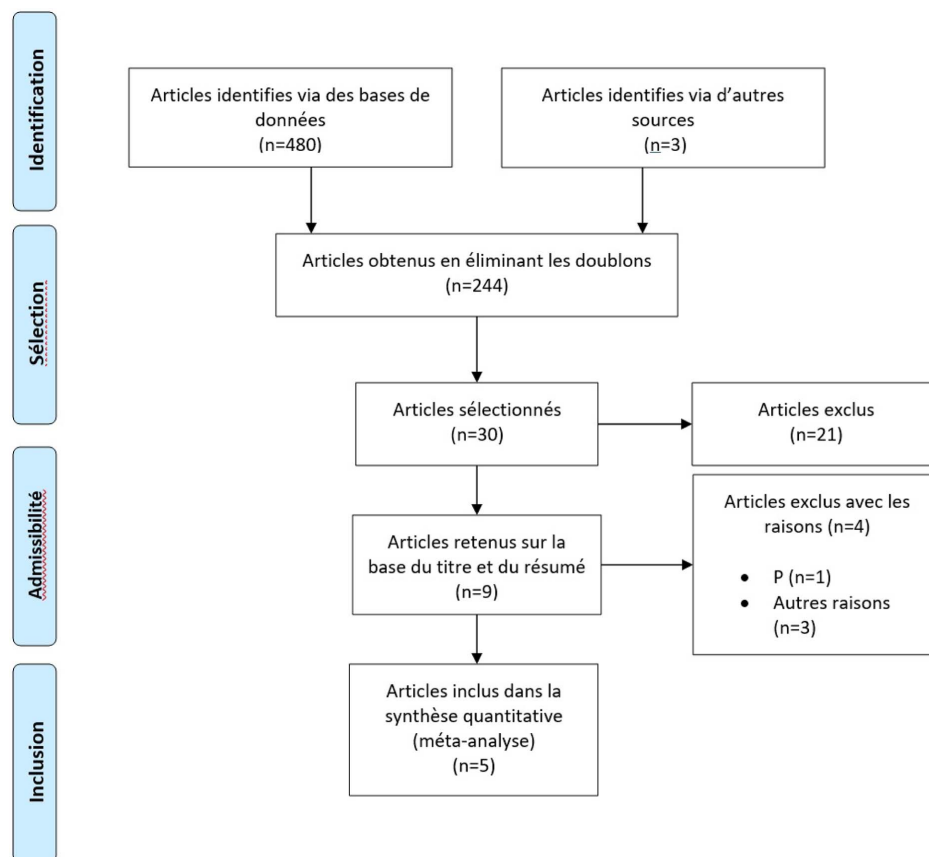 Identification
Articles identifies via des bases de
données
(n=480)
Articles identifies via d'autres
sources
(n=3)
Sélection
Articles obtenus en éliminant les doublons
(n=244)
Articles sélectionnés
(n=30)
Articles exclus
(n=21)
Admissibilité
Articles retenus sur la
base du titre et du résumé
(n=9)
Articles exclus avec les
raisons (n=4)
• P (n=1)
• Autres raisons
(n=3)
Inclusion
Articles inclus dans la
synthèse quantitative
(méta-analyse)
(n=5)